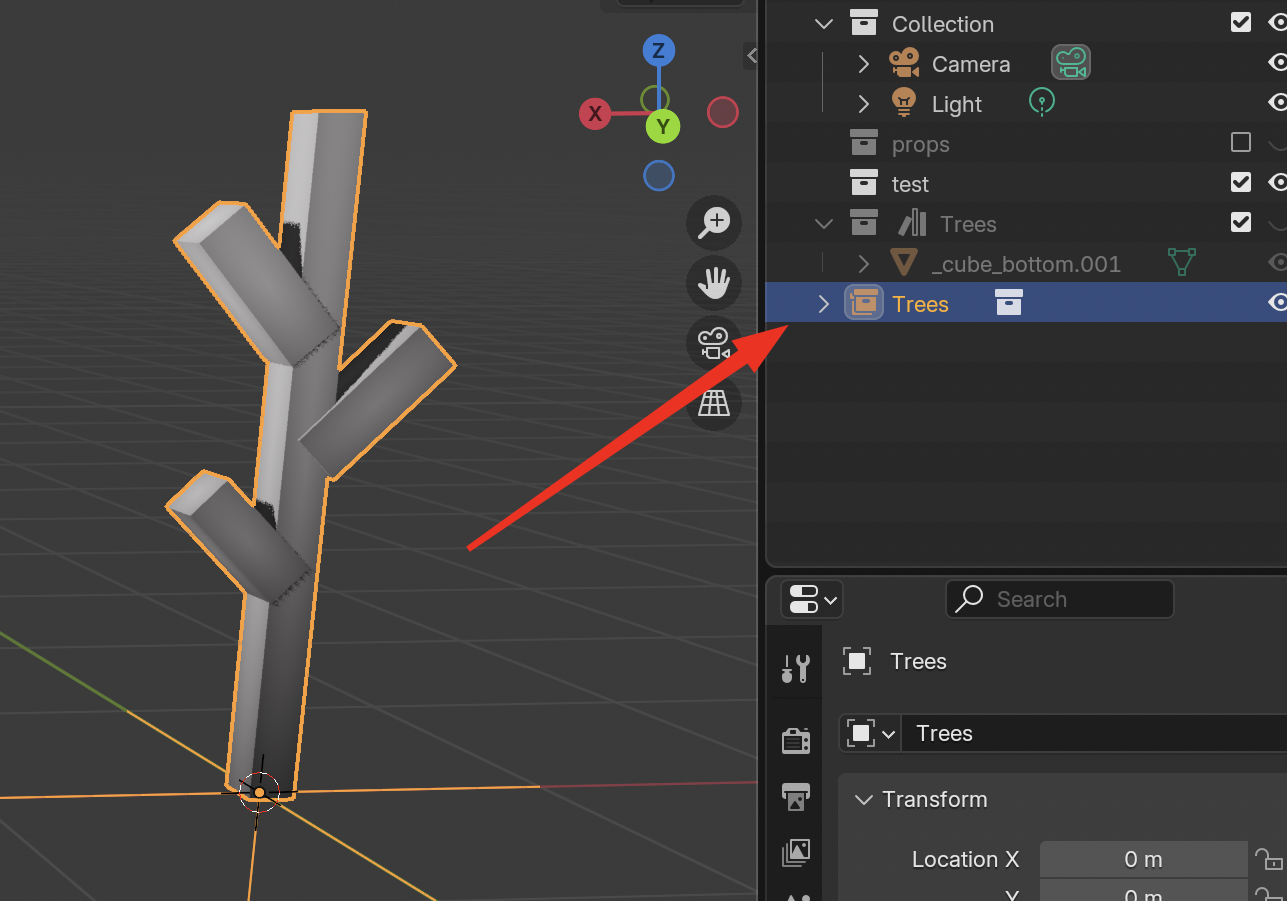 Z
X
Y
Collection
Camera
Light
props
test
Trees
_cube_bottom.001
Trees
Search
Trees
Trees
Transform
Location X 0 m
Y 0 m